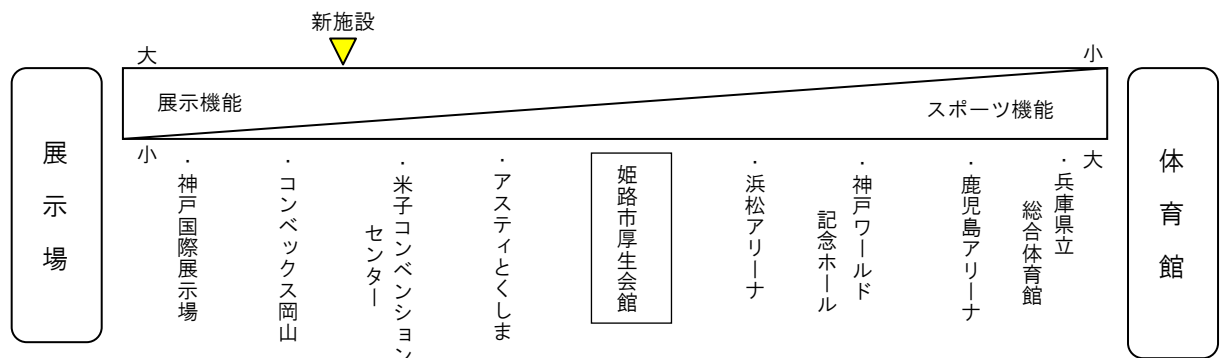 新施設
大
小
展示機能
スポーツ機能
小
大
展示場
・神戸国際展示場
・コンベックス岡山
・米子コンベンション
センター
・アスティとくしま
姫路市厚生会館
・浜松アリーナ
・神戸ワールド
記念ホール
・鹿児島アリーナ
・兵庫県立
総合体育館
体育館